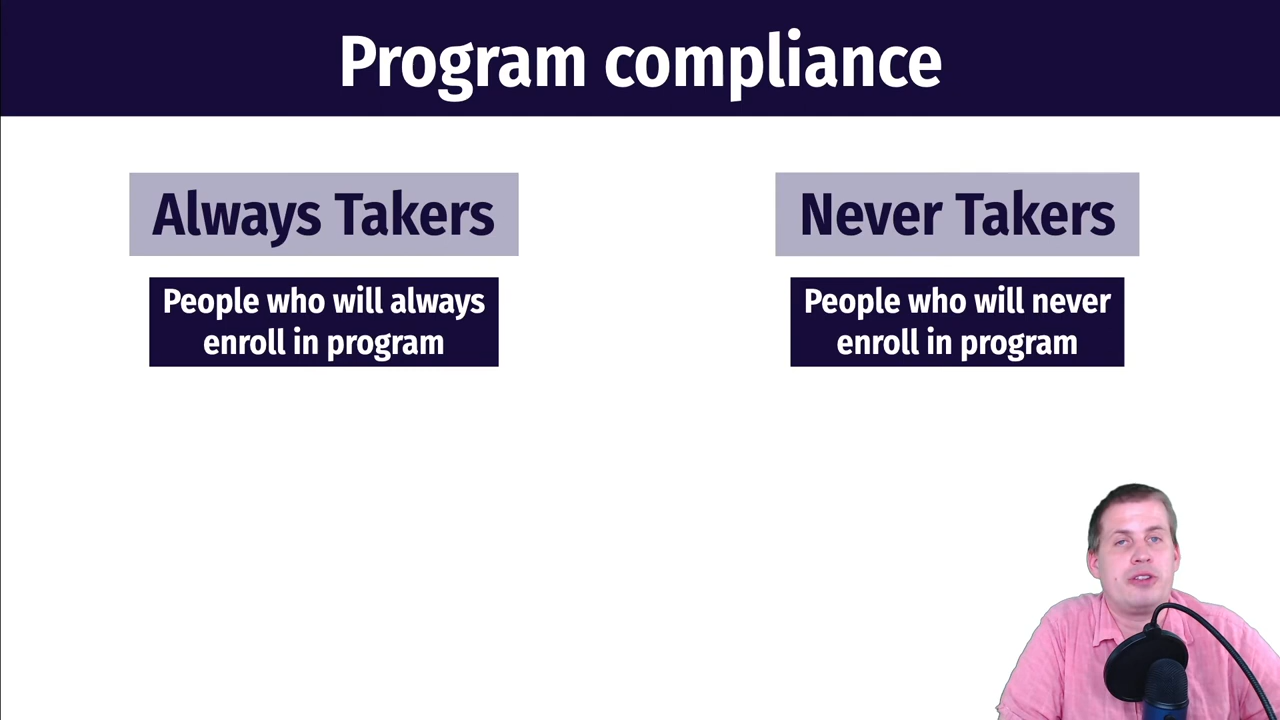 Program compliance
Always Takers
People who will always
enroll in program
Never Takers
People who will never
enroll in program